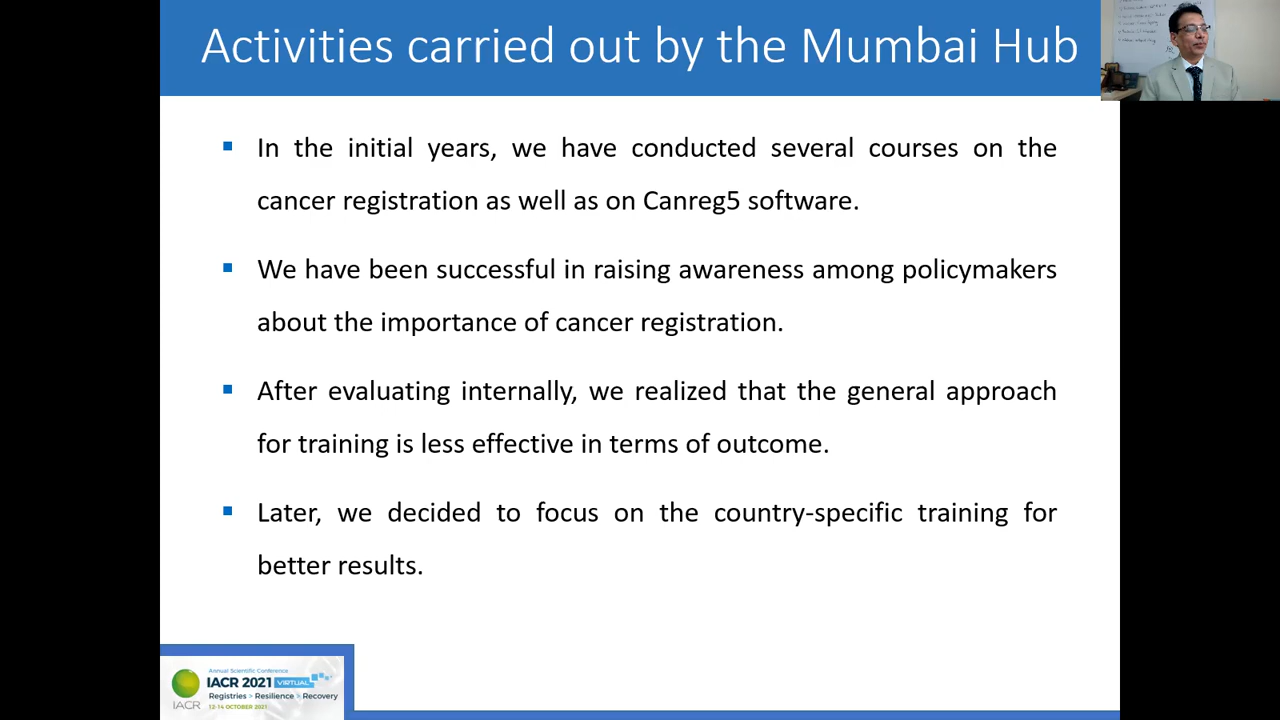 Activities carried out by the Mumbai Hub
In the initial years, we have conducted several courses on the
cancer registration as well as on Canreg5 software.
We have been successful in raising awareness among policymakers
about the importance of cancer registration.
After evaluating internally, we realized that the general approach
for training is less effective in terms of outcome.
Later, we decided to focus on the country-specific training for
better results.
Annual Scientific Conference
IACR 2021 VIRTUAL
Registries Resilience Recovery
IACR
12-14 OCTOBER 2021